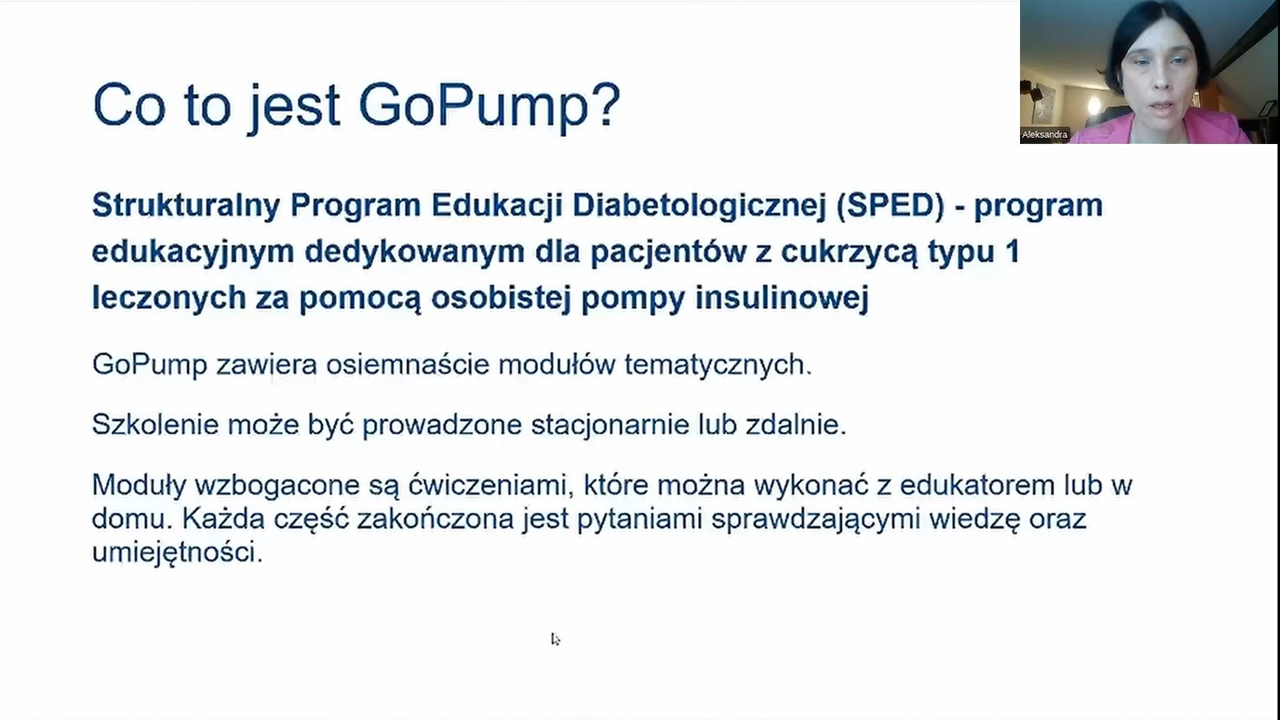 Co to jest GoPump?
Aleksandra
Strukturalny Program Edukacji Diabetologicznej (SPED) - program
edukacyjnym dedykowanym dla pacjentów z cukrzycą typu 1
leczonych za pomocą osobistej pompy insulinowej
GoPump zawiera osiemnaście modułów tematycznych.
Szkolenie może być prowadzone stacjonarnie lub zdalnie.
Moduły wzbogacone są ćwiczeniami, które można wykonać z edukatorem lub w
domu. Każda część zakończona jest pytaniami sprawdzającymi wiedzę oraz
umiejętności.